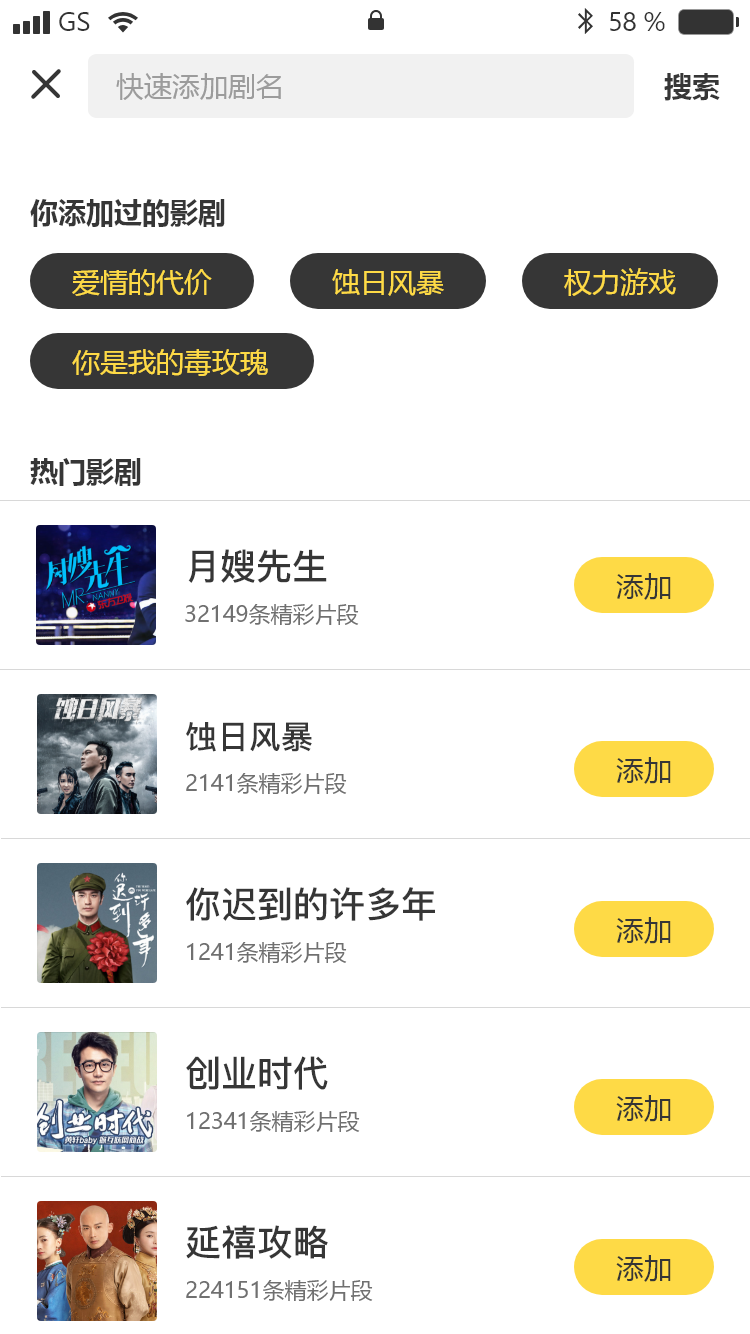 GS 58 %
快速添加剧名 搜索
你添加过的影剧
爱情的代价 蚀日风暴 权力游戏
你是我的毒玫瑰
热门影剧
月嫂先生
MR NANNY
月嫂先生
32149条精彩片段
添加
蚀日风暴
蚀日风暴
2141条精彩片段
添加
你迟到的许多年
你迟到的许多年
1241条精彩片段
添加
创业时代
创业时代
12341条精彩片段
添加
延禧攻略
224151条精彩片段
添加